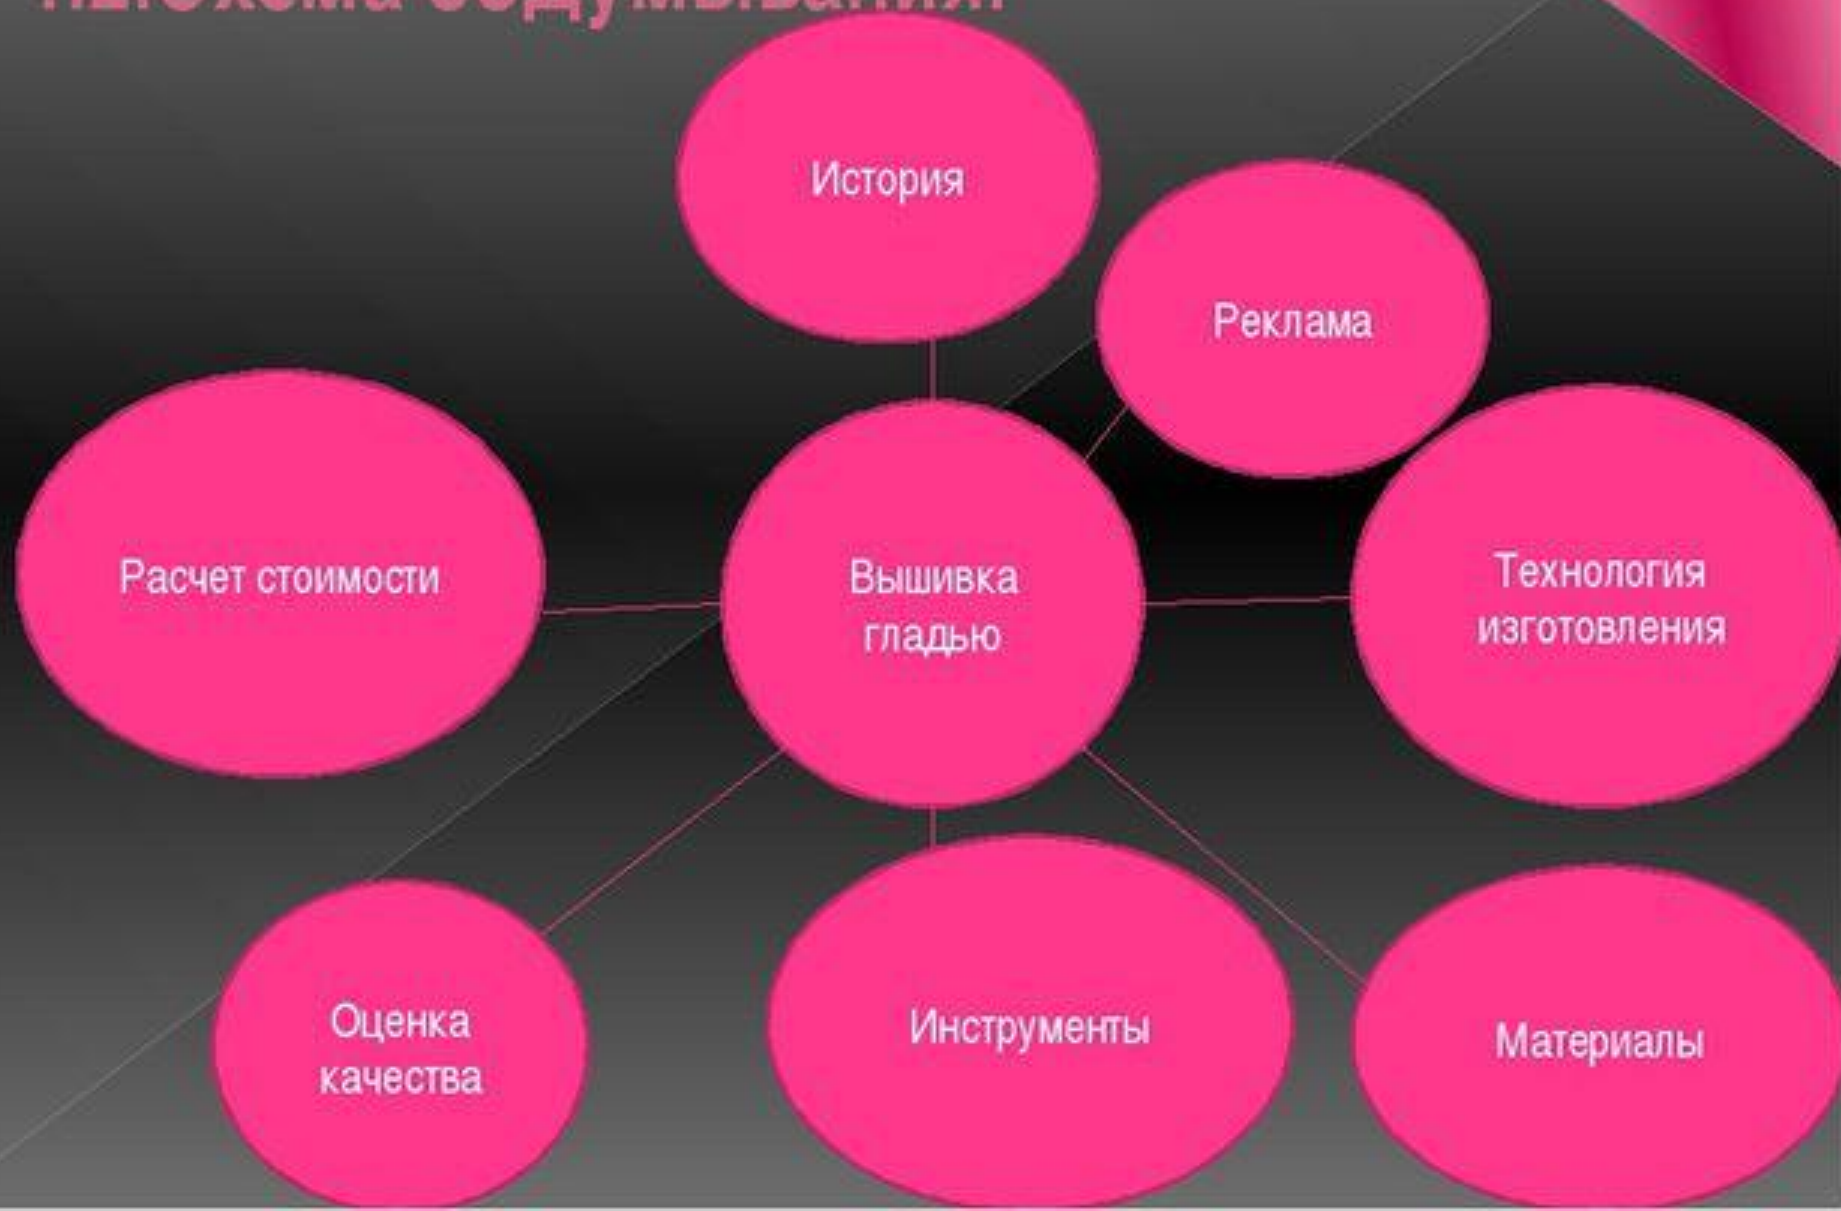 История
Реклама
Расчет стоимости
Вышивка
гладью
Технология
изготовления
Оценка
качества
Инструменты
Материалы